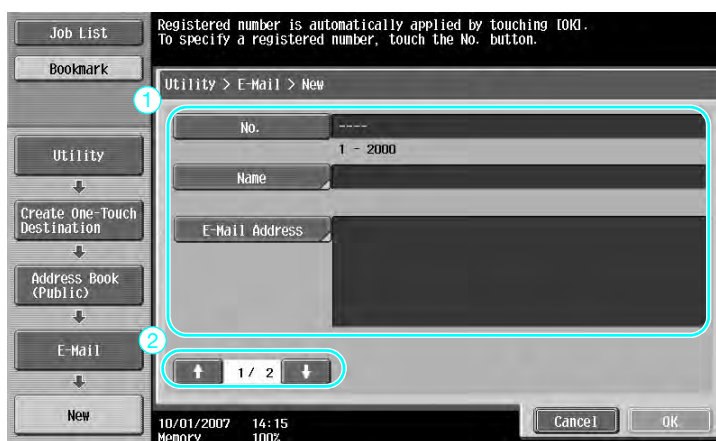 Job List
Bookmark
Registered number is automatically applied by touching [OK].
To specify a registered number, touch the No. button.
Utility > E-Mail > New
1
No.
----
1 - 2000
Name
E-Mail Address
Utility
Create One-Touch
Destination
Address Book
(Public)
E-Mail
New
2
1/ 2
10/01/2007 14:15
Memory 100%
Cancel
OK